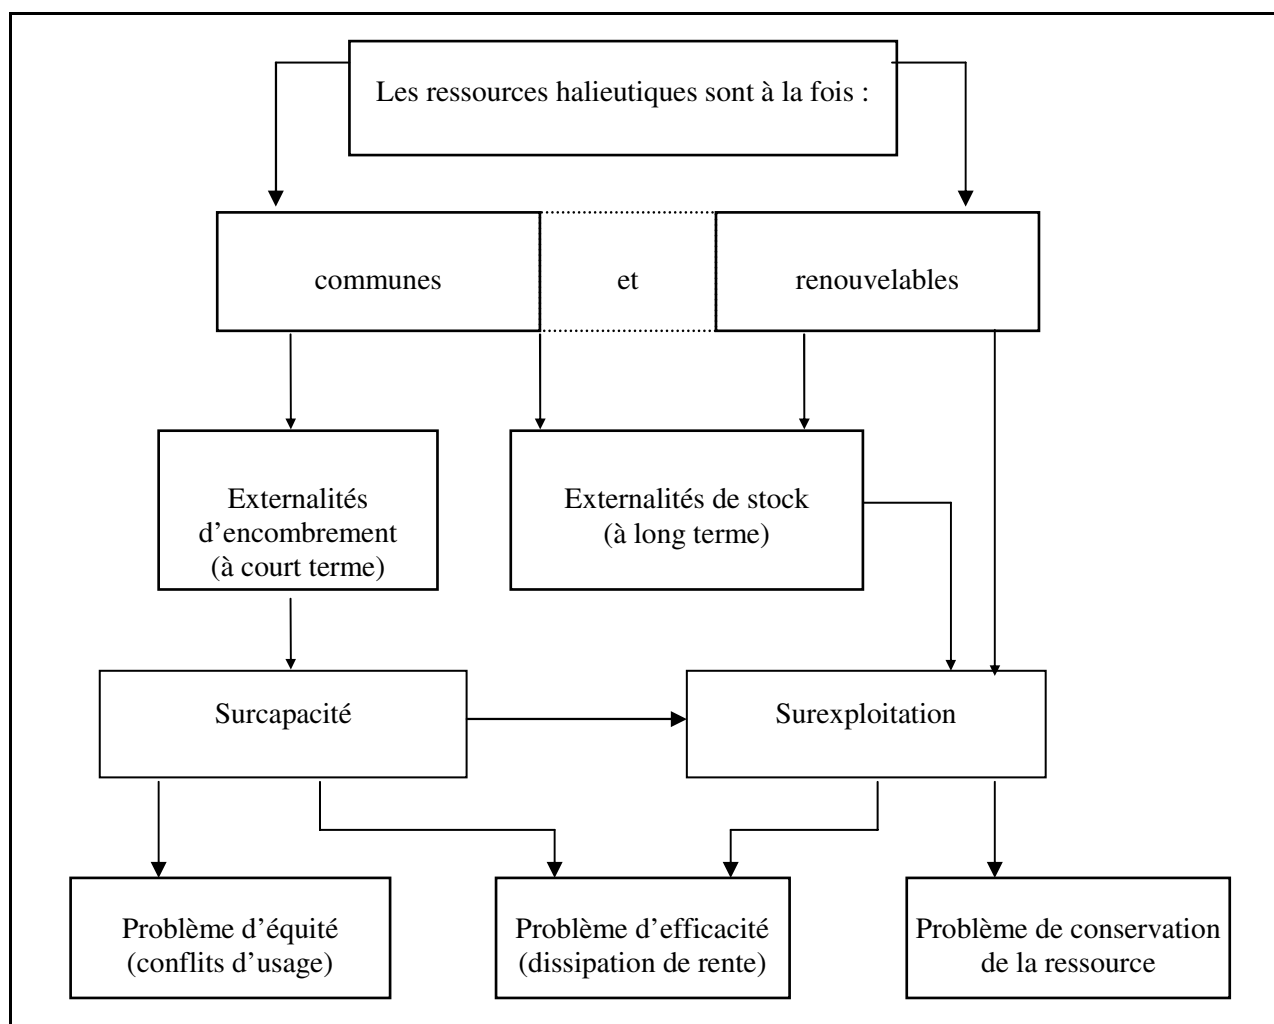 Les ressources halieutiques sont à la fois :
communes
et
renouvelables
Externalités
d’encombrement
(à court terme)
Externalités de stock
(à long terme)
Surcapacité
Surexploitation
Problème d’équité
(conflits d’usage)
Problème d’efficacité
(dissipation de rente)
Problème de conservation
de la ressource